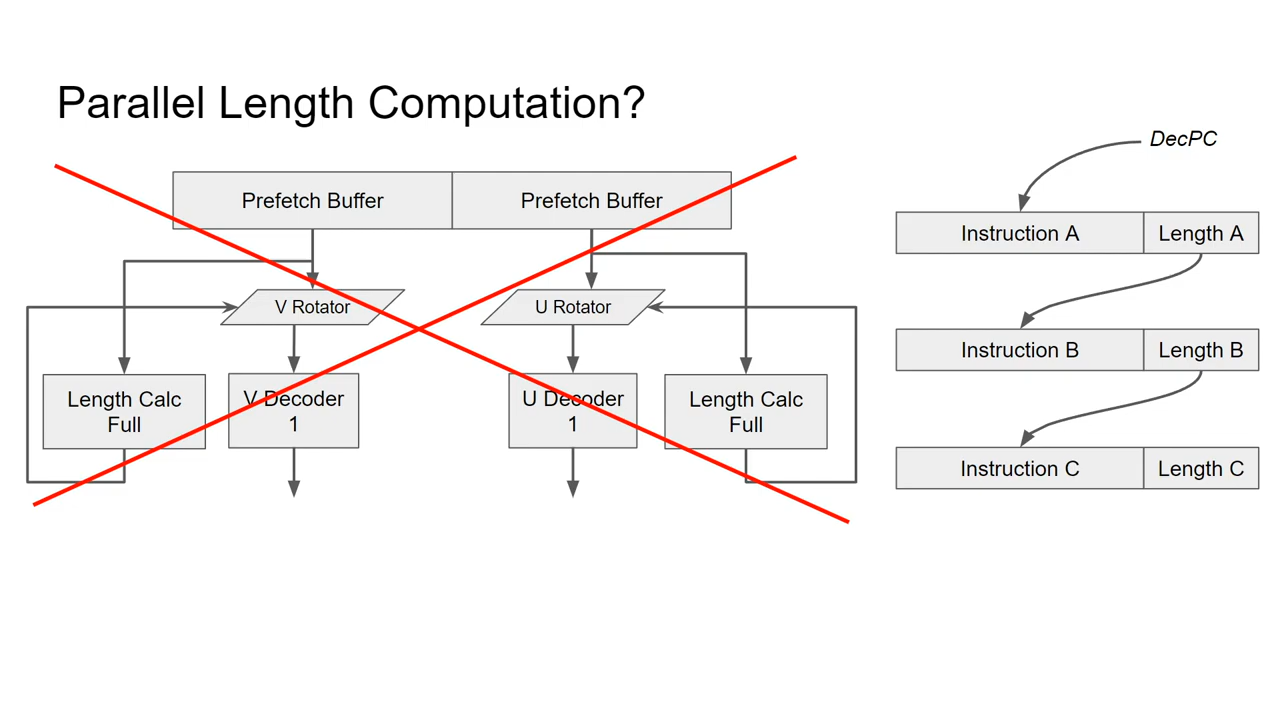 Parallel Length Computation?
DecPC
Prefetch Buffer
Prefetch Buffer
Instruction A
Length A
V Rotator
U Rotator
Instruction B
Length B
Length Calc
Full
V Decoder
1
U Decoder
1
Length Calc
Full
Instruction C
Length C